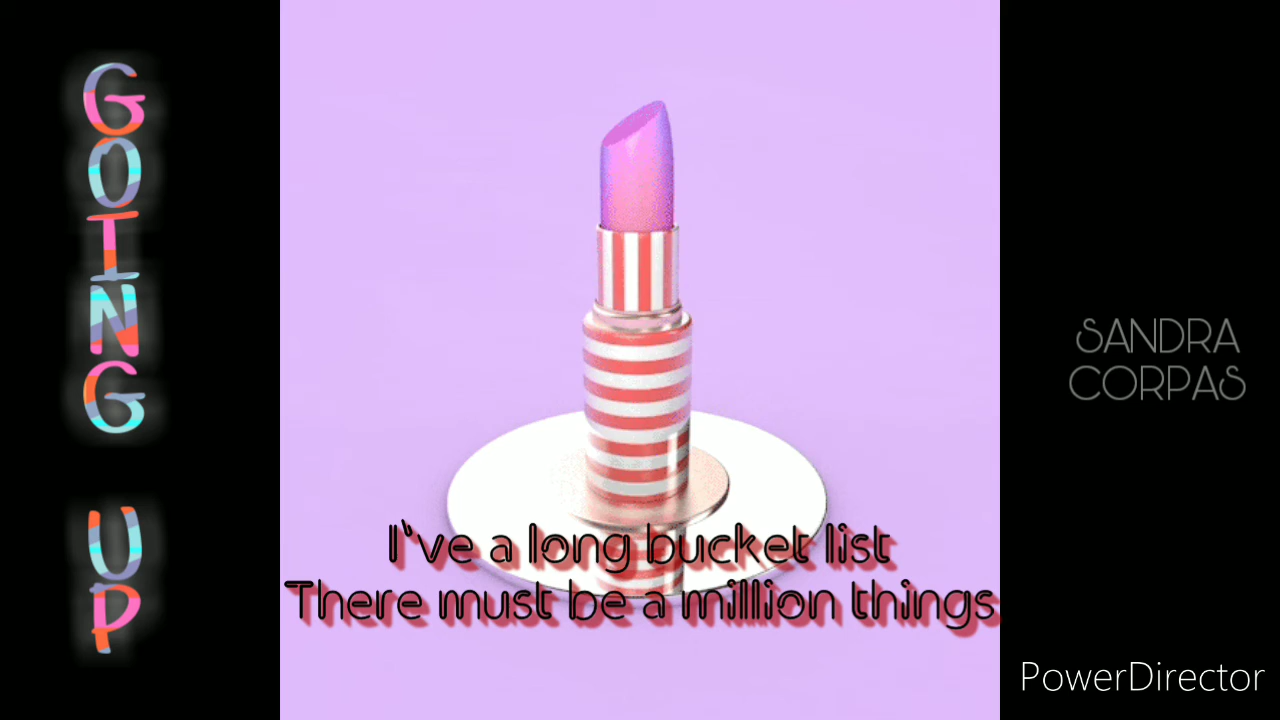 GOING UP
I've a long bucket list
There must be a million things
SANDRA
CORPAS
PowerDirector